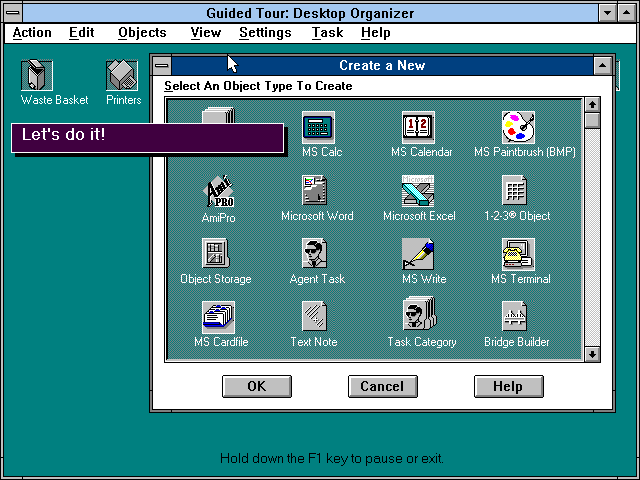 Guided Tour: Desktop Organizer
Action Edit Objects View Settings Task Help
Waste Basket
Printers
Create a New
Select An Object Type To Create
Let's do it!
MS Calc
MS Calendar
MS Paintbrush (BMP)
AmiPro
Microsoft Word
Microsoft Excel
1-2-3® Object
Object Storage
Agent Task
MS Write
MS Terminal
MS Cardfile
Text Note
Task Category
Bridge Builder
OK
Cancel
Help
Hold down the F1 key to pause or exit.